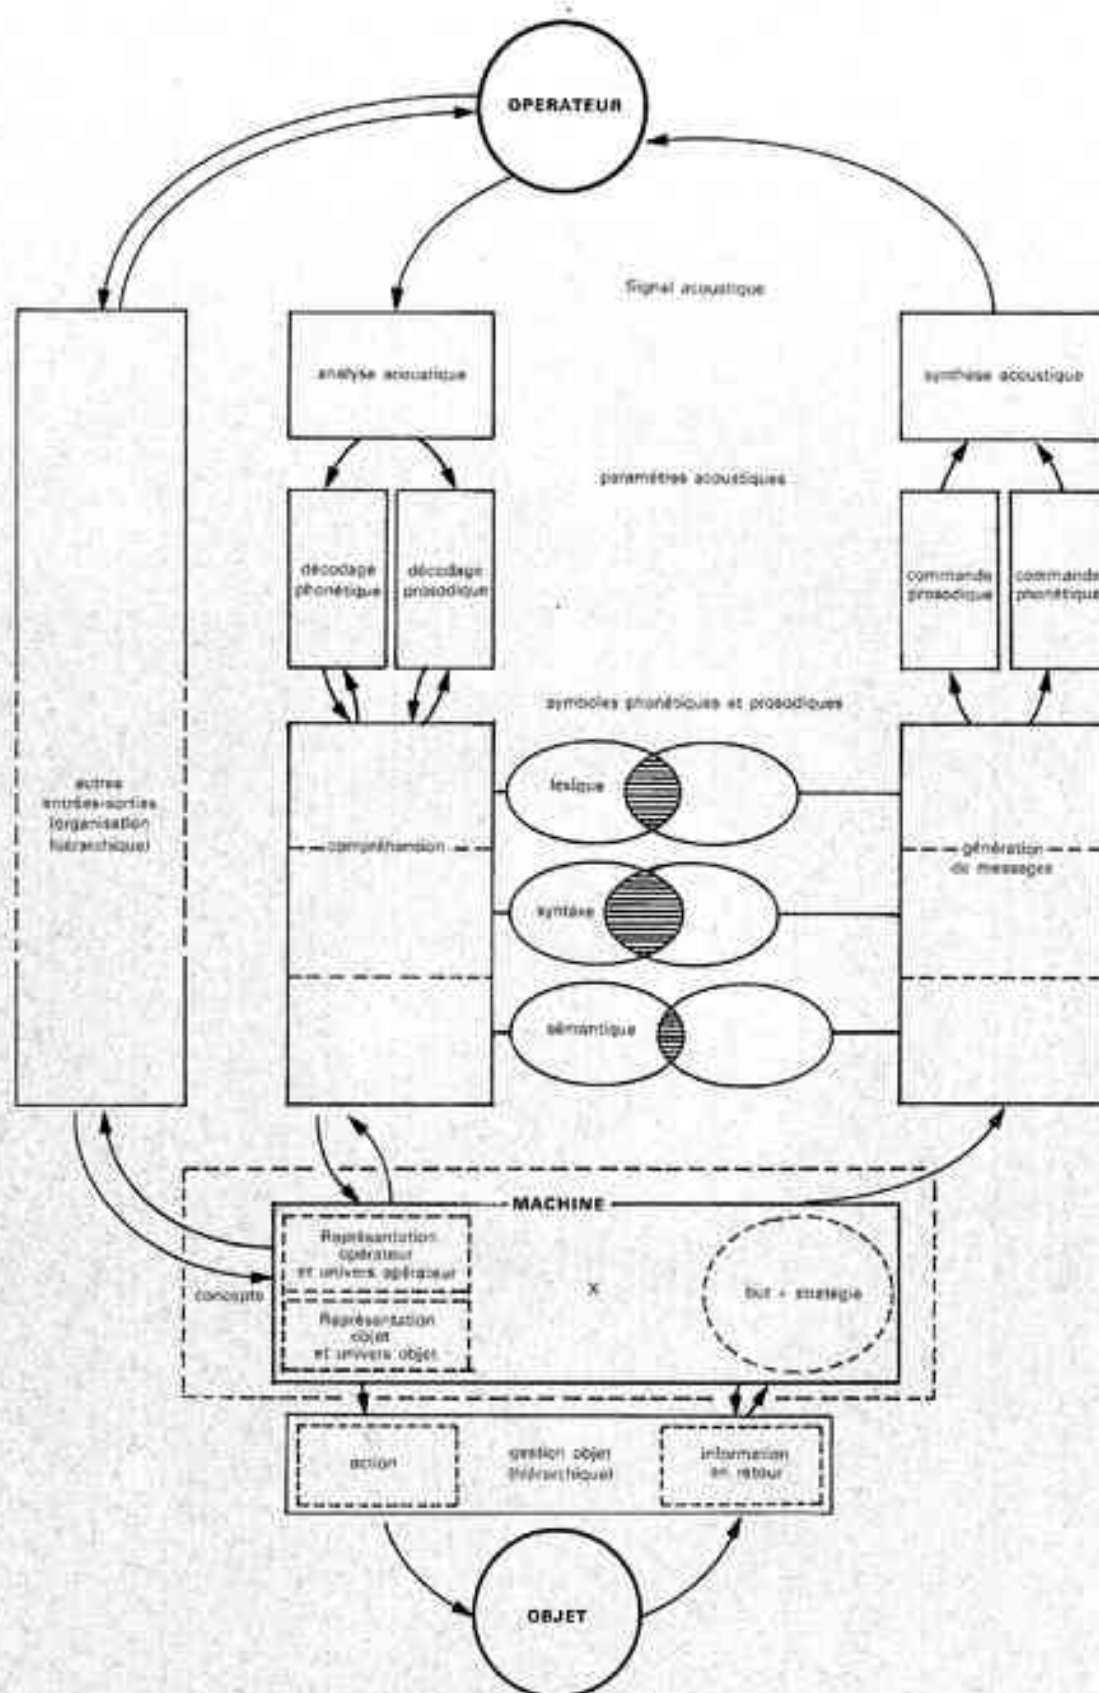 OPERATEUR
Signal acoustique
analyse acoustique
synthèse acoustique
paramètres acoustiques
décodage
phonétique
décodage
prosodique
commande
prosodique
commande
phonétique
symboles phonétiques et prosodiques
autres
entrées-sorties
(organisation
hiérarchique)
lexique
compréhension
génération
de messages
syntaxe
sémantique
MACHINE
Représentation
opérateur
et univers opérateur
concepts
X
but + stratégie
Représentation
objet
et univers objet
action
gestion objet
(hiérarchique)
information
en retour
OBJET